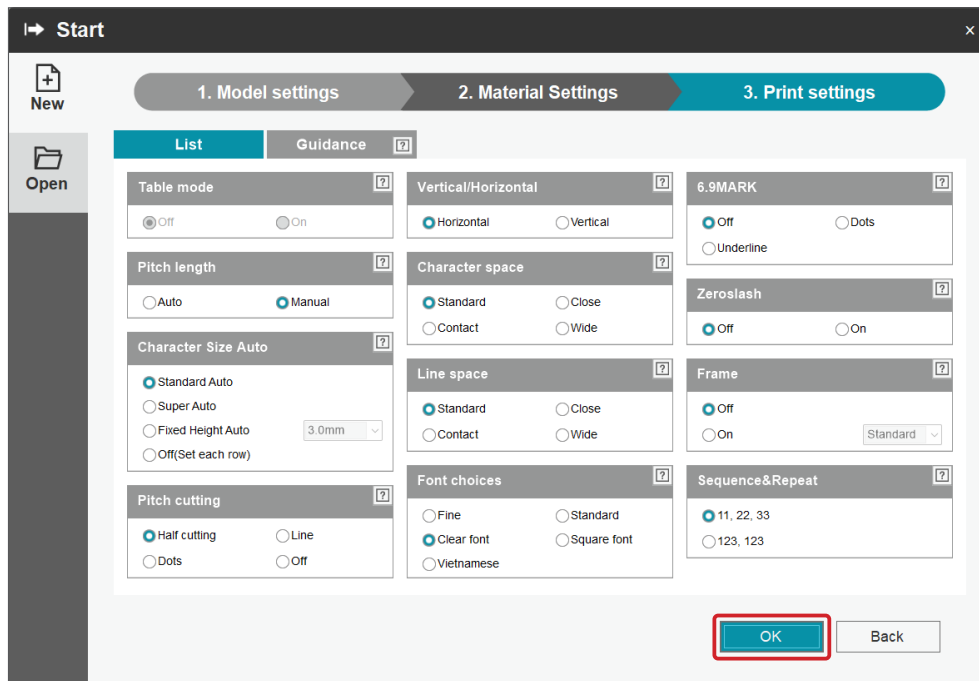 Start
New
Open
1. Model settings
2. Material Settings
3. Print settings
List
Guidance ?
Table mode ?
Off On
Pitch length ?
Auto Manual
Character Size Auto ?
Standard Auto
Super Auto
Fixed Height Auto 3.0mm
Off(Set each row)
Pitch cutting ?
Half cutting Line
Dots Off
Vertical/Horizontal ?
Horizontal Vertical
Character space ?
Standard Close
Contact Wide
Line space ?
Standard Close
Contact Wide
Font choices ?
Fine Standard
Clear font Square font
Vietnamese
6.9MARK ?
Off Dots
Underline
Zeroslash ?
Off On
Frame ?
Off
On Standard
Sequence&Repeat ?
11, 22, 33
123, 123
OK
Back